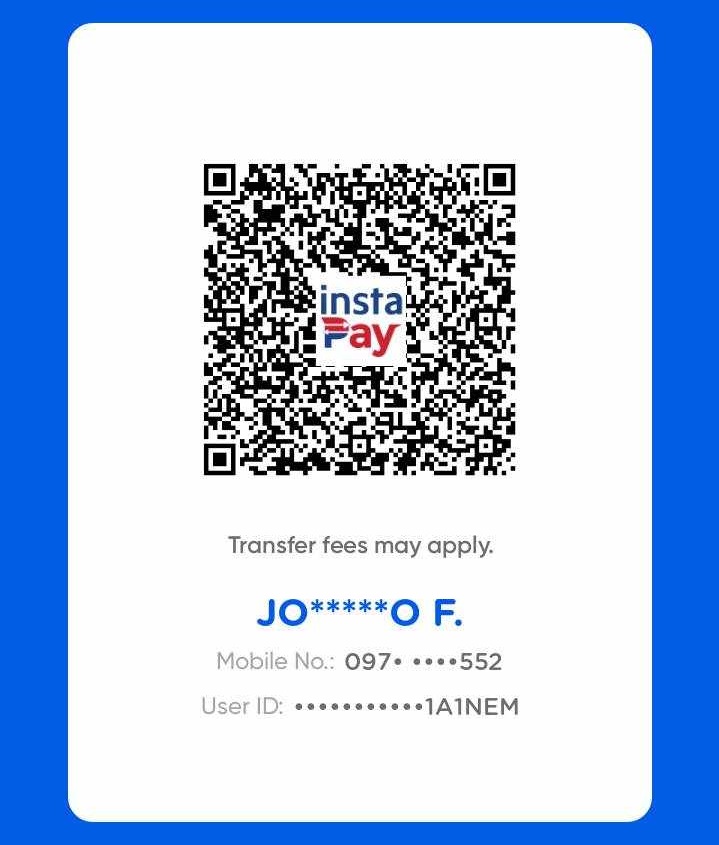 insta
Pay
Transfer fees may apply.
JO*****O F.
Mobile No.: 097• ••••552
User ID: •••••••••••1A1NEM